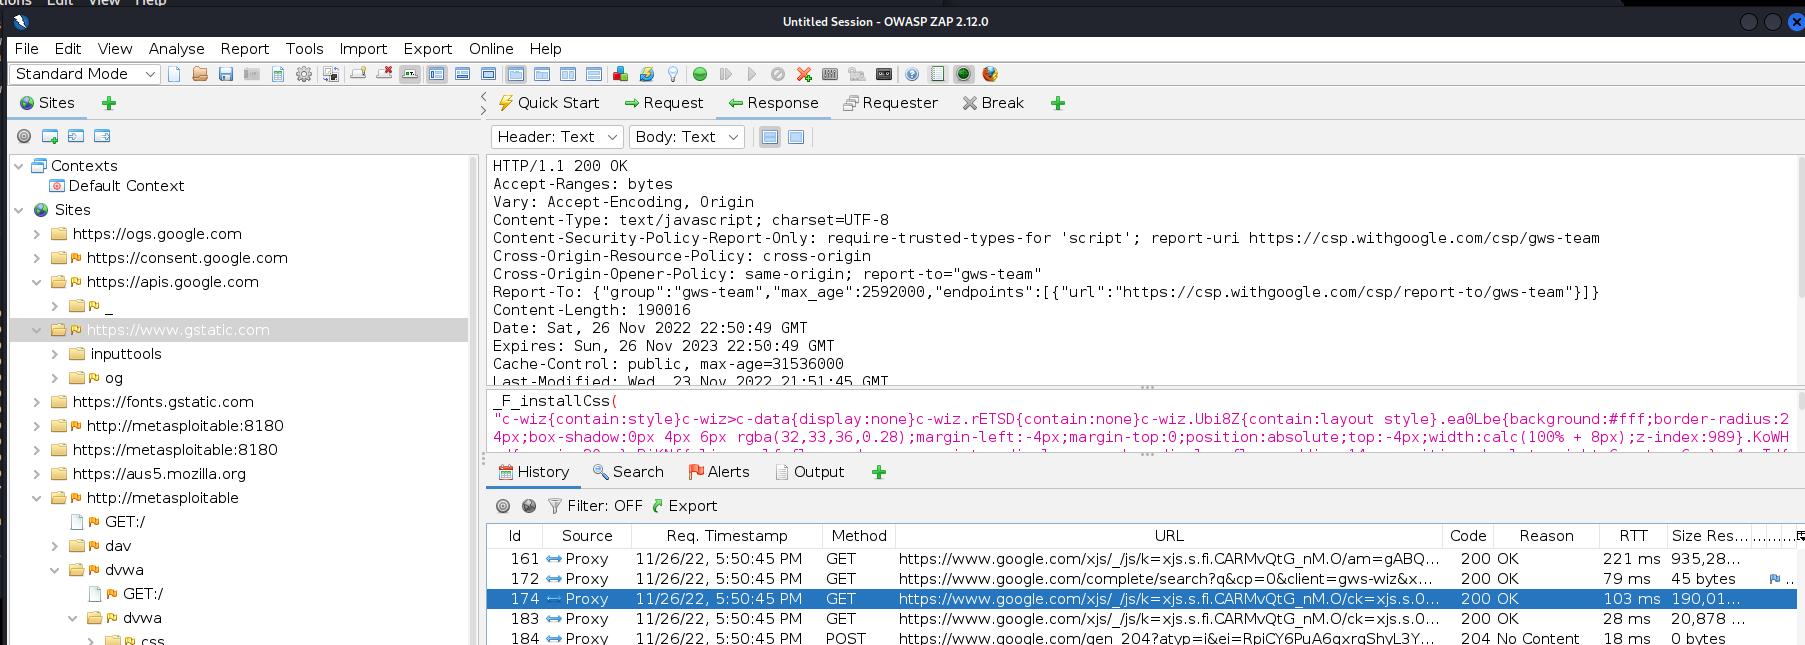 tions Edit View Help
Untitled Session - OWASP ZAP 2.12.0
File Edit View Analyse Report Tools Import Export Online Help
Standard Mode
Sites
Quick Start Request Response Requester Break
Header: Text Body: Text
Contexts
Default Context
Sites
https://ogs.google.com
https://consent.google.com
https://apis.google.com
_
https://www.gstatic.com
inputtools
og
https://fonts.gstatic.com
http://metasploitable:8180
https://metasploitable:8180
https://aus5.mozilla.org
http://metasploitable
GET:/
dav
dvwa
GET:/
dvwa
css
HTTP/1.1 200 OK
Accept-Ranges: bytes
Vary: Accept-Encoding, Origin
Content-Type: text/javascript; charset=UTF-8
Content-Security-Policy-Report-Only: require-trusted-types-for 'script'; report-uri https://csp.withgoogle.com/csp/gws-team
Cross-Origin-Resource-Policy: cross-origin
Cross-Origin-Opener-Policy: same-origin; report-to="gws-team"
Report-To: {"group":"gws-team","max_age":2592000,"endpoints":[{"url":"https://csp.withgoogle.com/csp/report-to/gws-team"}]}
Content-Length: 190016
Date: Sat, 26 Nov 2022 22:50:49 GMT
Expires: Sun, 26 Nov 2023 22:50:49 GMT
Cache-Control: public, max-age=31536000
Last-Modified: Wed, 23 Nov 2022 21:51:45 GMT
_F_installCss(
"c-wiz{contain:style}c-wiz>c-data{display:none}c-wiz.rETSD{contain:none}c-wiz.Ubi8Z{contain:layout style}.ea0Lbe{background:#fff;border-radius:2
4px;box-shadow:0px 4px 6px rgba(32,33,36,0.28);margin-left:-4px;margin-top:0;position:absolute;top:-4px;width:calc(100% + 8px);z-index:989}.KoWH
History Search Alerts Output
Filter: OFF Export
Id Source Req. Timestamp Method URL Code Reason RTT Size Res...
161 Proxy 11/26/22, 5:50:45 PM GET https://www.google.com/xjs/_/js/k=xjs.s.fi.CARMvQtG_nM.O/am=gABQ... 200 OK 221 ms 935,28...
172 Proxy 11/26/22, 5:50:45 PM GET https://www.google.com/complete/search?q&cp=0&client=gws-wiz&x... 200 OK 79 ms 45 bytes
174 Proxy 11/26/22, 5:50:45 PM GET https://www.google.com/xjs/_/js/k=xjs.s.fi.CARMvQtG_nM.O/ck=xjs.s.0... 200 OK 103 ms 190,01...
183 Proxy 11/26/22, 5:50:45 PM GET https://www.google.com/xjs/_/js/k=xjs.s.fi.CARMvQtG_nM.O/ck=xjs.s.0... 200 OK 28 ms 20,878 ...
184 Proxy 11/26/22, 5:50:45 PM POST https://www.google.com/gen_204?atyp=i&ei=RpiCY6PuA6qxrgShyL3Y... 204 No Content 18 ms 0 bytes